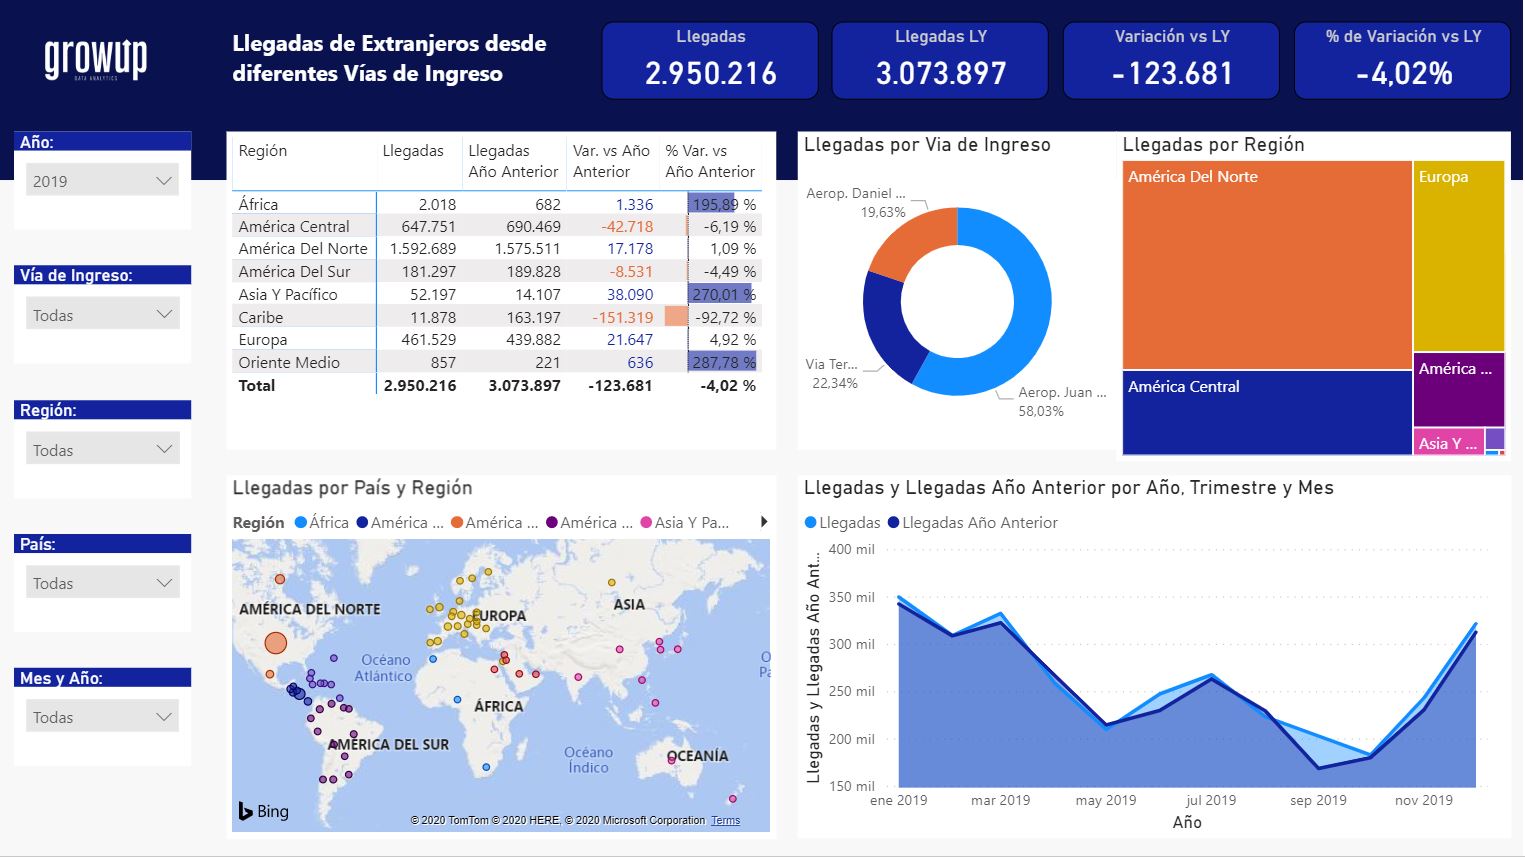 growup
DATA ANALYTICS
Llegadas de Extranjeros desde
diferentes Vías de Ingreso
Llegadas
2.950.216
Llegadas LY
3.073.897
Variación vs LY
-123.681
% de Variación vs LY
-4,02%
Año:
2019
Vía de Ingreso:
Todas
Región:
Todas
País:
Todas
Mes y Año:
Todas
Región Llegadas Llegadas Año Anterior Var. vs Año Anterior % Var. vs Año Anterior
África 2.018 682 1.336 195,89 %
América Central 647.751 690.469 -42.718 -6,19 %
América Del Norte 1.592.689 1.575.511 17.178 1,09 %
América Del Sur 181.297 189.828 -8.531 -4,49 %
Asia Y Pacífico 52.197 14.107 38.090 270,01 %
Caribe 11.878 163.197 -151.319 -92,72 %
Europa 461.529 439.882 21.647 4,92 %
Oriente Medio 857 221 636 287,78 %
Total 2.950.216 3.073.897 -123.681 -4,02 %
Llegadas por Via de Ingreso
Aerop. Daniel ...
19,63%
Via Ter...
22,34%
Aerop. Juan ...
58,03%
Llegadas por Región
América Del Norte
Europa
América Central
América ...
Asia Y ...
Llegadas por País y Región
Región África América ... América ... América ... Asia Y Pa...
AMÉRICA DEL NORTE
EUROPA
ASIA
Océano
Atlántico
O
Pa
ÁFRICA
AMÉRICA DEL SUR
Océano
Índico
OCEANÍA
Bing
© 2020 TomTom © 2020 HERE, © 2020 Microsoft Corporation Terms
Llegadas y Llegadas Año Anterior por Año, Trimestre y Mes
Llegadas Llegadas Año Anterior
Llegadas y Llegadas Año Ant...
400 mil
350 mil
300 mil
250 mil
200 mil
150 mil
ene 2019 mar 2019 may 2019 jul 2019 sep 2019 nov 2019
Año